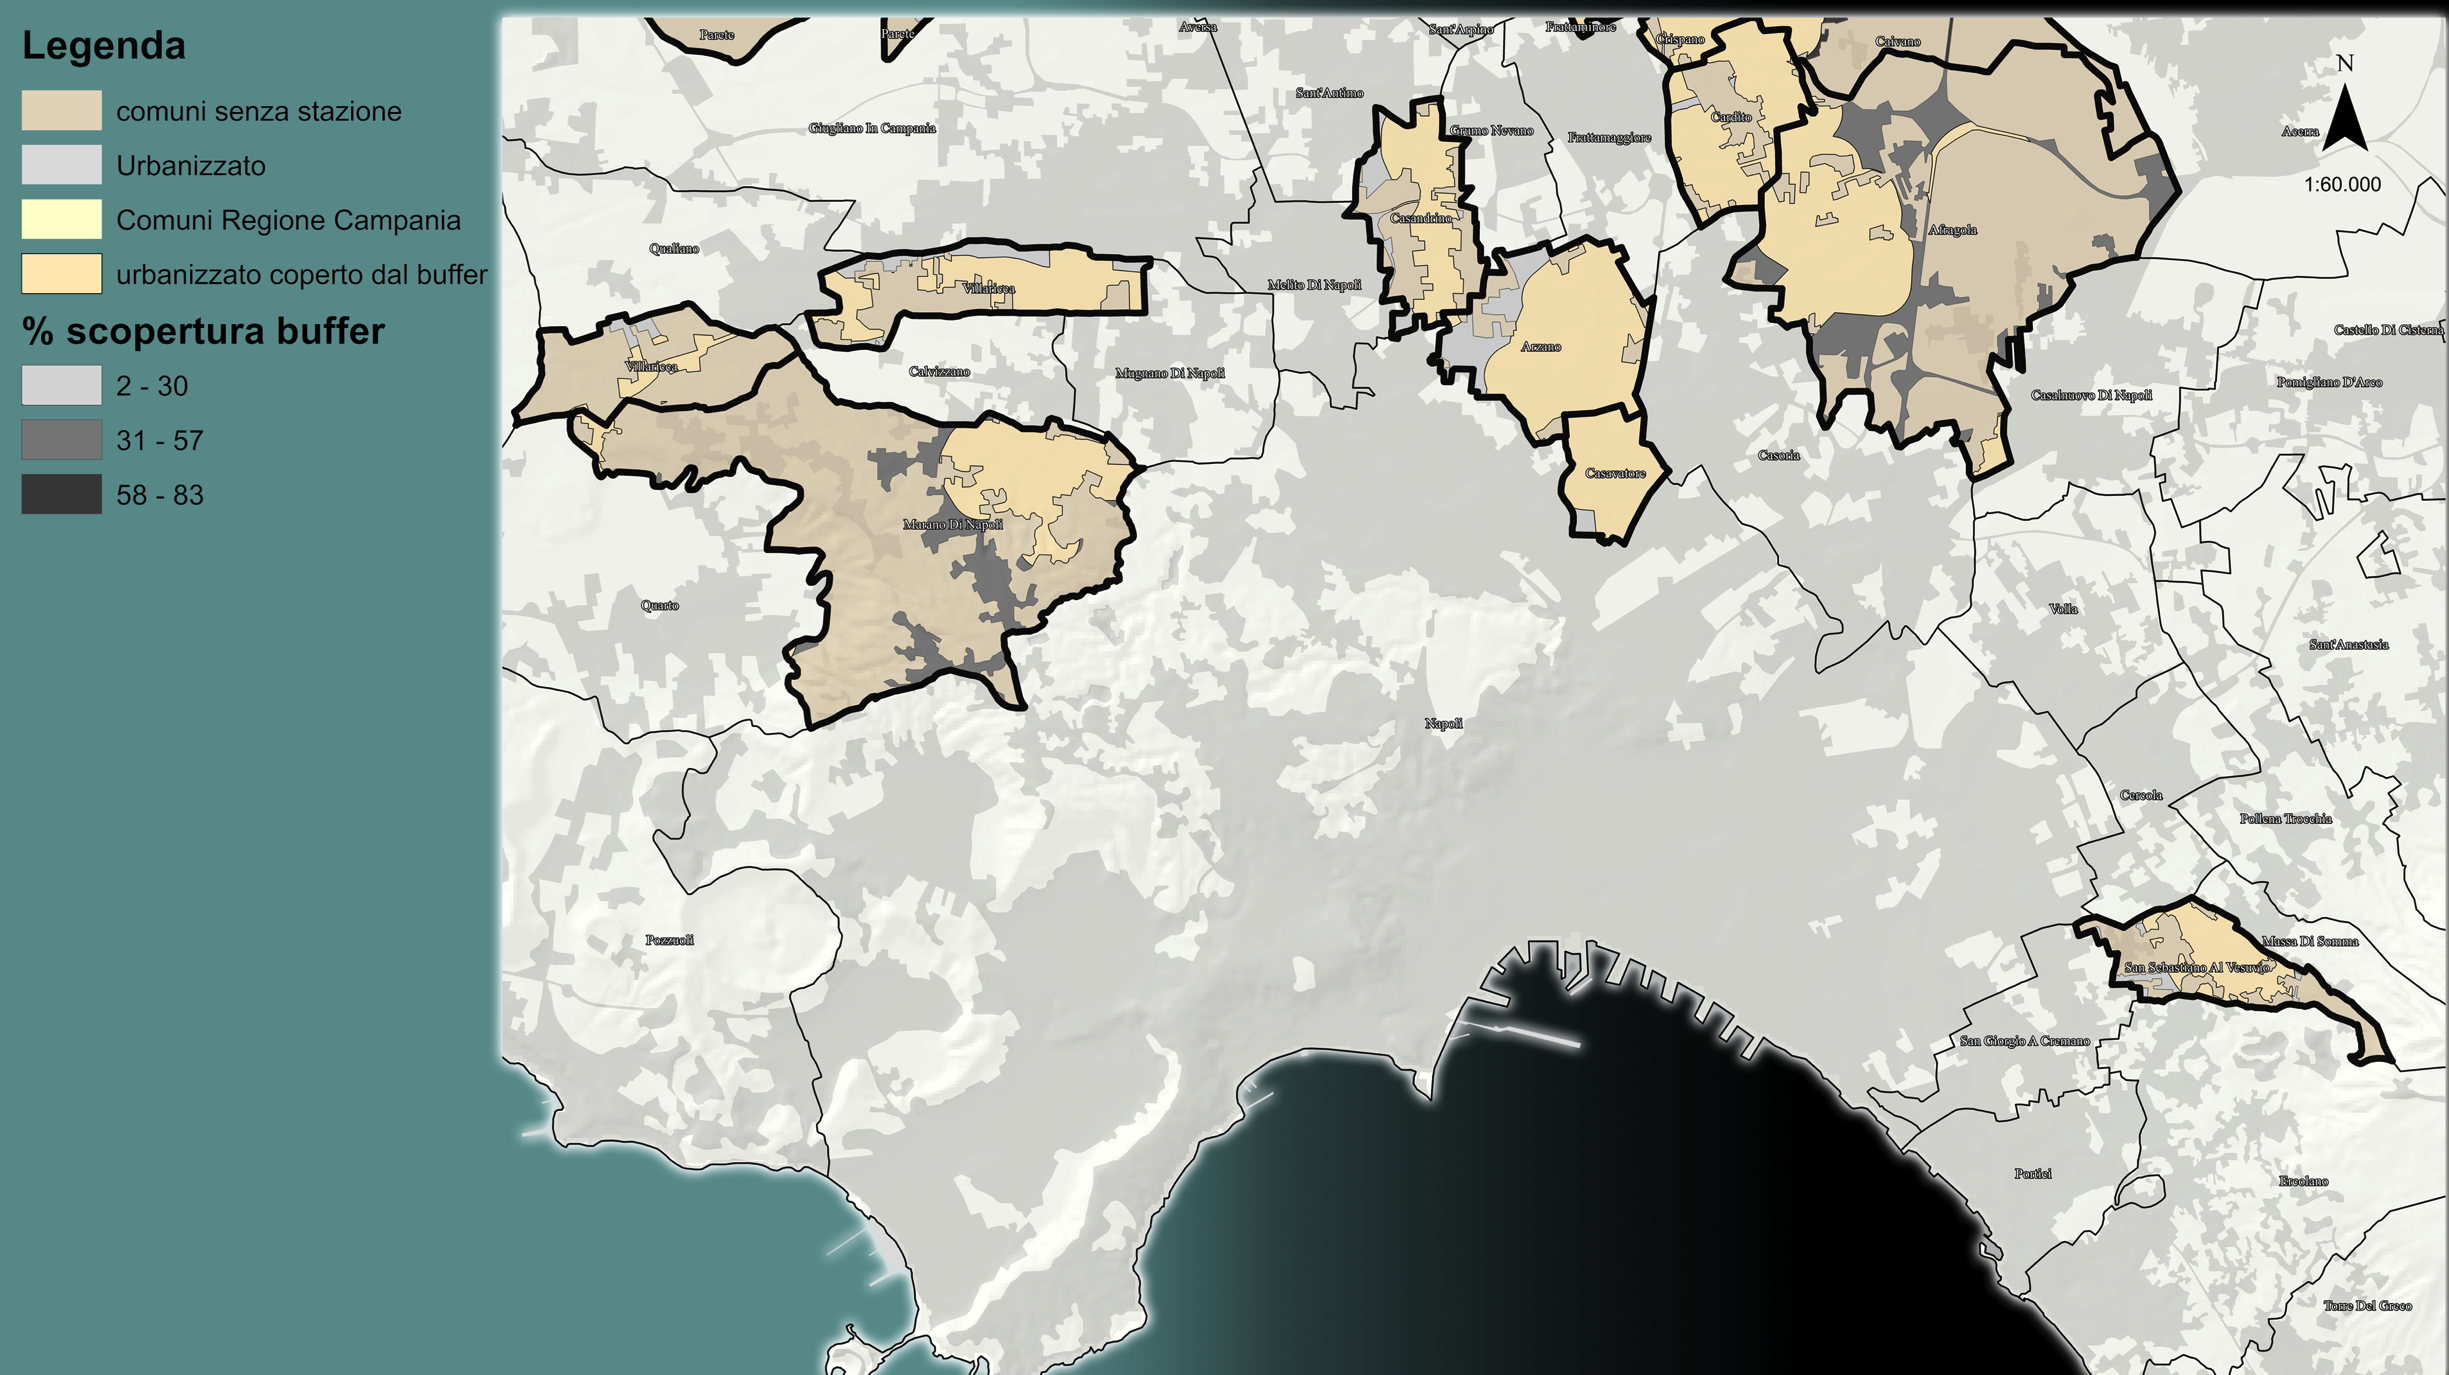 Legenda
comuni senza stazione
Urbanizzato
Comuni Regione Campania
urbanizzato coperto dal buffer
% scopertura buffer
2 - 30
31 - 57
58 - 83
Parete
Parete
Aversa
Sant'Arpino
Frattaminore
Crispano
Caivano
N
Sant'Antimo
Giugliano In Campania
Grumo Nevano
Frattamaggiore
Cardito
Acerra
1:60.000
Casandrino
Afragola
Qualiano
Villaricca
Melito Di Napoli
Castello Di Cisterna
Arzano
Villaricca
Calvizzano
Mugnano Di Napoli
Pomigliano D'Arco
Casalnuovo Di Napoli
Casoria
Casavatore
Marano Di Napoli
Quarto
Volla
Sant'Anastasia
Napoli
Cercola
Pollena Trocchia
Pozzuoli
Massa Di Somma
San Sebastiano Al Vesuvio
San Giorgio A Cremano
Portici
Ercolano
Torre Del Greco